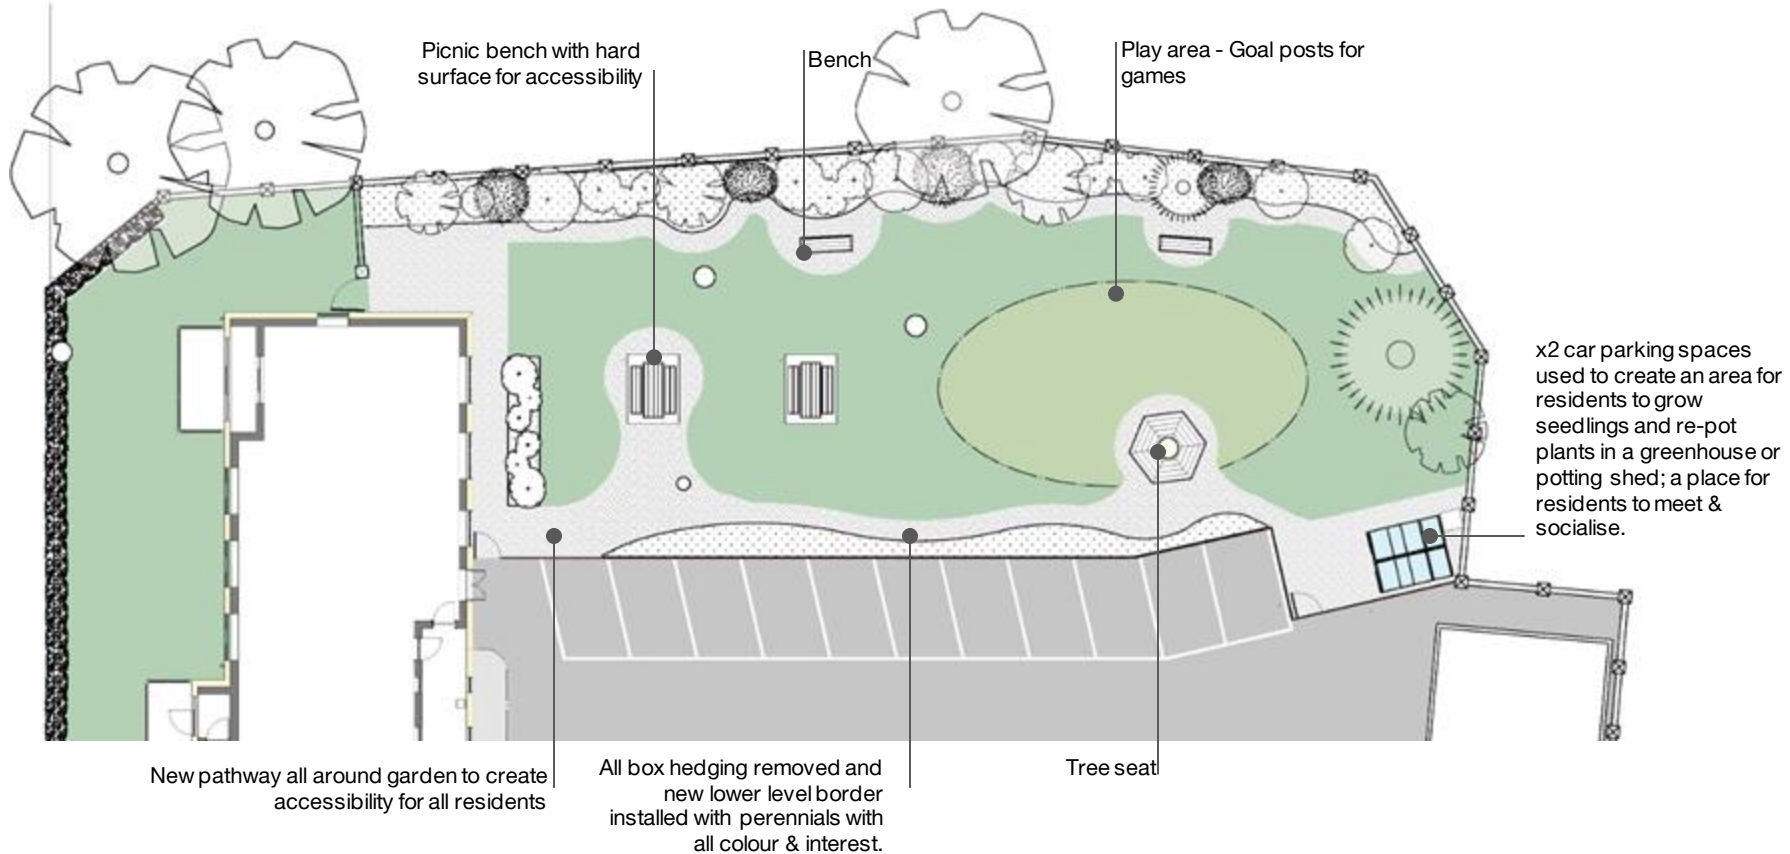 Picnic bench with hard
surface for accessibility
Bench
Play area - Goal posts for
games
x2 car parking spaces
used to create an area for
residents to grow
seedlings and re-pot
plants in a greenhouse or
potting shed; a place for
residents to meet &
socialise.
New pathway all around garden to create
accessibility for all residents
All box hedging removed and
new lower level border
installed with perennials with
all colour & interest.
Tree seat